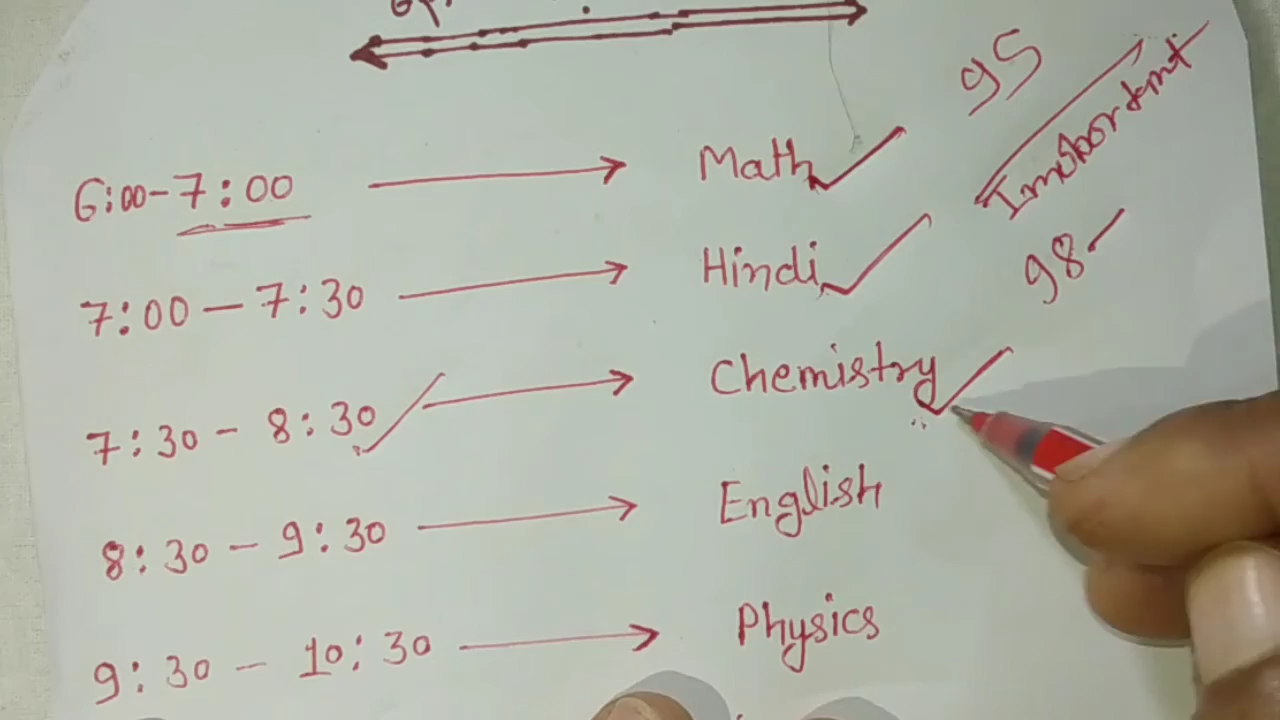 95
6:00-7:00 Math
Imobortemt
7:00-7:30 Hindi
98
7:30-8:30 Chemistry
8:30-9:30 English
9:30-10:30 Physics